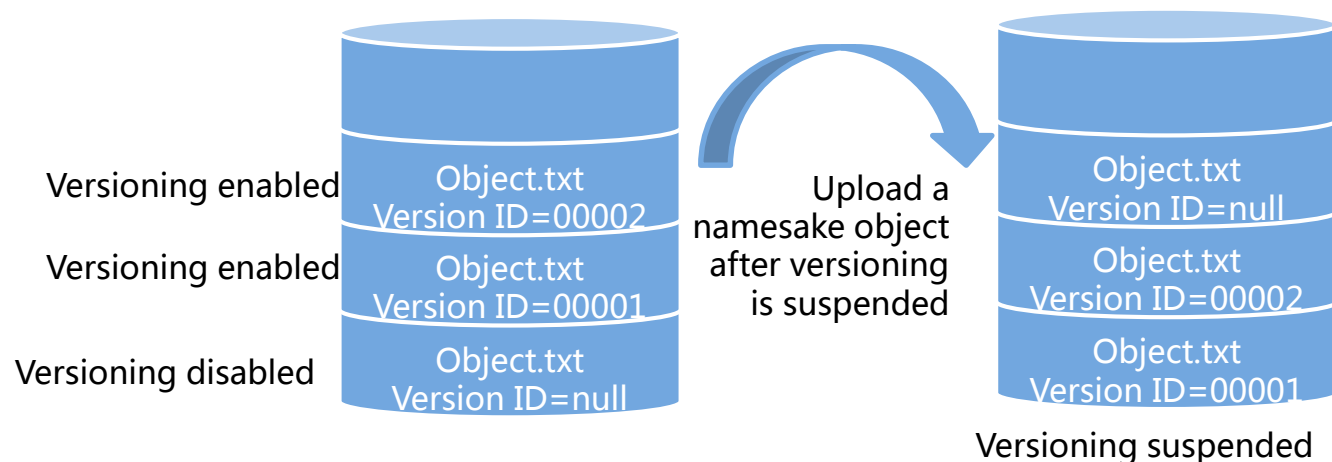 Versioning enabled
Object.txt
Version ID=00002
Versioning enabled
Object.txt
Version ID=00001
Versioning disabled
Object.txt
Version ID=null
Upload a
namesake object
after versioning
is suspended
Object.txt
Version ID=null
Object.txt
Version ID=00002
Object.txt
Version ID=00001
Versioning suspended